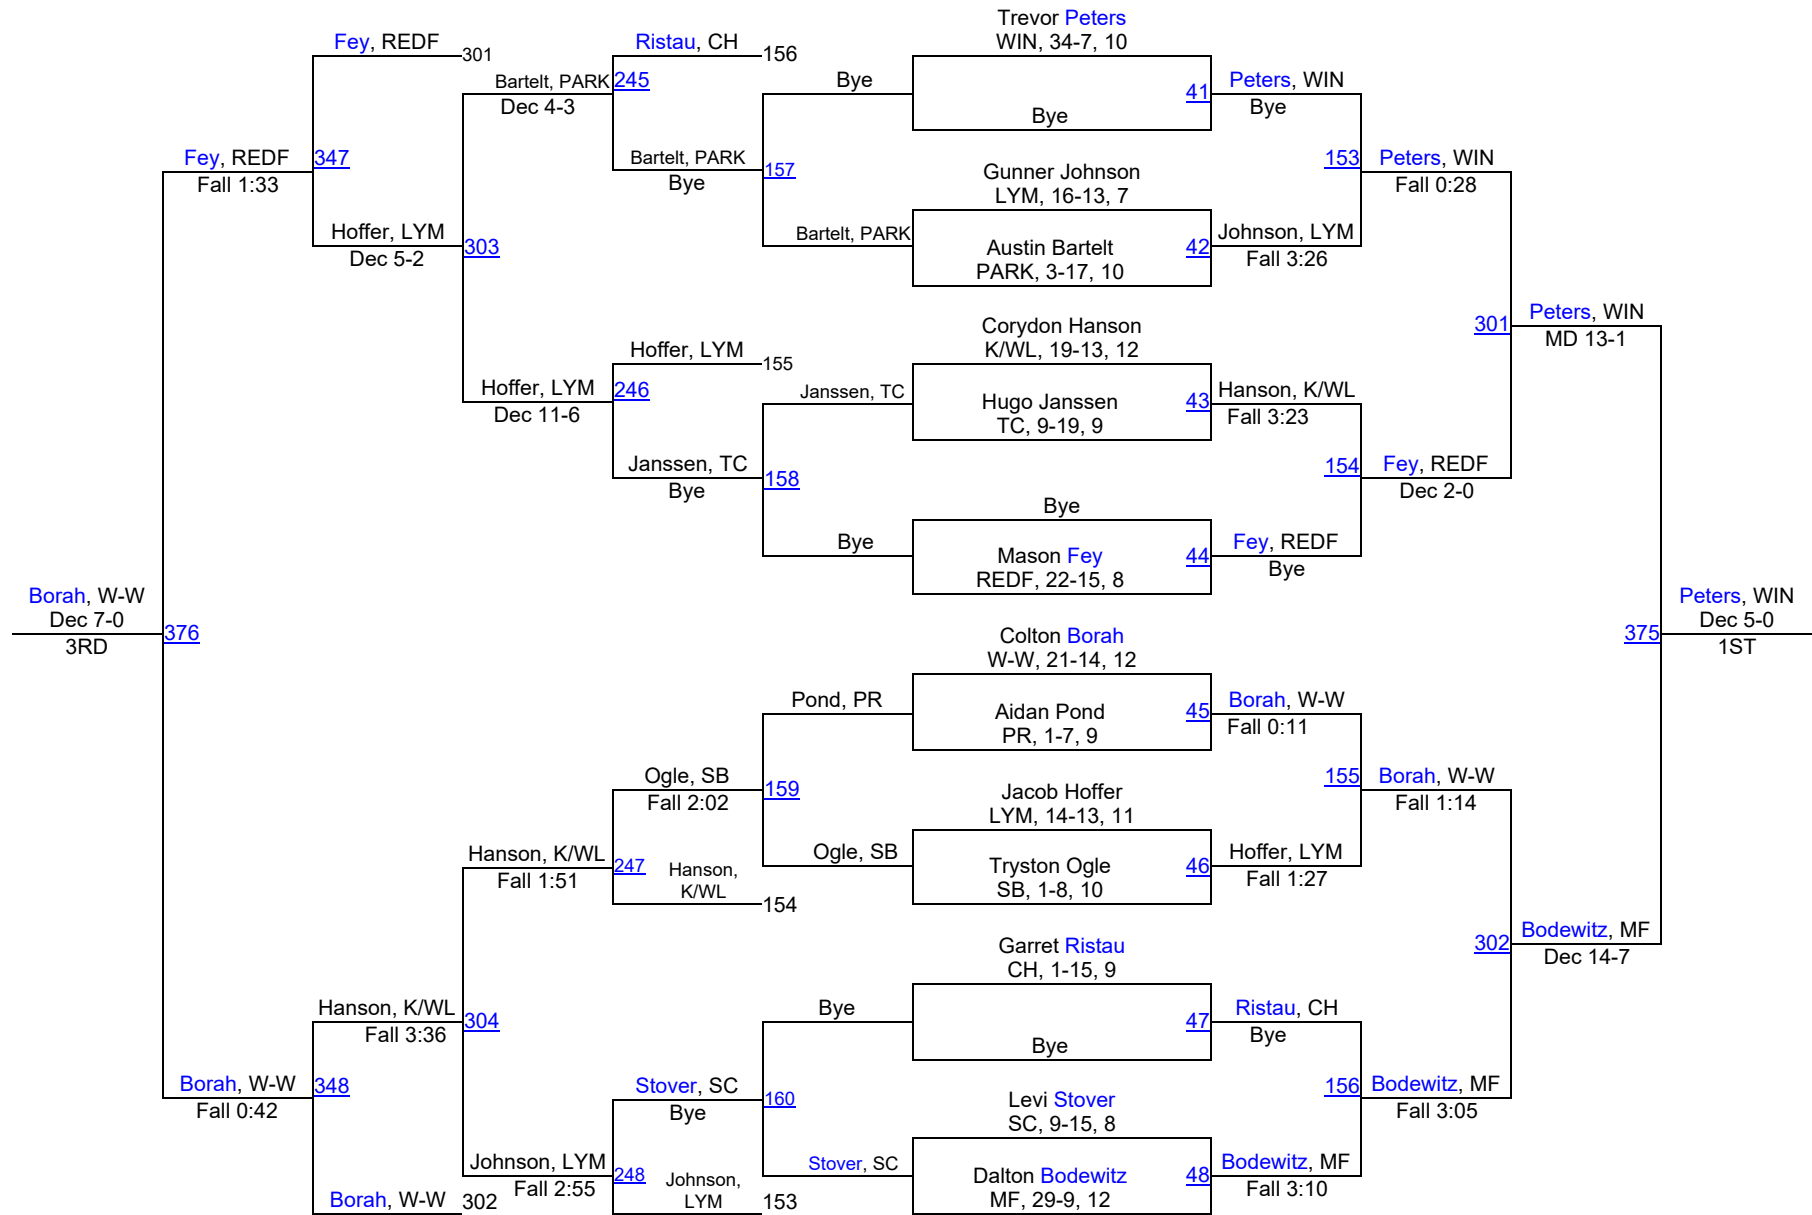 Trevor Peters
WIN, 34-7, 10
Fey, REDF
301
Ristau, CH
156
Bartelt, PARK
245
Dec 4-3
Bye
41
Peters, WIN
Bye
Bye
Fey, REDF
347
Fall 1:33
Bartelt, PARK
157
Bye
153
Peters, WIN
Fall 0:28
Gunner Johnson
LYM, 16-13, 7
Hoffer, LYM
303
Dec 5-2
Bartelt, PARK
Austin Bartelt
PARK, 3-17, 10
42
Johnson, LYM
Fall 3:26
Corydon Hanson
K/WL, 19-13, 12
301
Peters, WIN
MD 13-1
Hoffer, LYM
155
Hoffer, LYM
246
Dec 11-6
Janssen, TC
Hugo Janssen
TC, 9-19, 9
43
Hanson, K/WL
Fall 3:23
Janssen, TC
158
Bye
154
Fey, REDF
Dec 2-0
Bye
Bye
Mason Fey
REDF, 22-15, 8
44
Fey, REDF
Bye
Borah, W-W
Dec 7-0
3RD
376
Peters, WIN
Dec 5-0
1ST
375
Colton Borah
W-W, 21-14, 12
Pond, PR
Aidan Pond
PR, 1-7, 9
45
Borah, W-W
Fall 0:11
Ogle, SB
159
Fall 2:02
155
Borah, W-W
Fall 1:14
Jacob Hoffer
LYM, 14-13, 11
Hanson, K/WL
247
Fall 1:51
Hanson,
K/WL
154
Ogle, SB
Tryston Ogle
SB, 1-8, 10
46
Hoffer, LYM
Fall 1:27
Garret Ristau
CH, 1-15, 9
302
Bodewitz, MF
Dec 14-7
Hanson, K/WL
304
Fall 3:36
Bye
47
Bye
Ristau, CH
Bye
Borah, W-W
348
Fall 0:42
Stover, SC
160
Bye
156
Bodewitz, MF
Fall 3:05
Levi Stover
SC, 9-15, 8
Johnson, LYM
248
Fall 2:55
Johnson,
LYM
153
Stover, SC
Dalton Bodewitz
MF, 29-9, 12
48
Bodewitz, MF
Fall 3:10
Borah, W-W
302